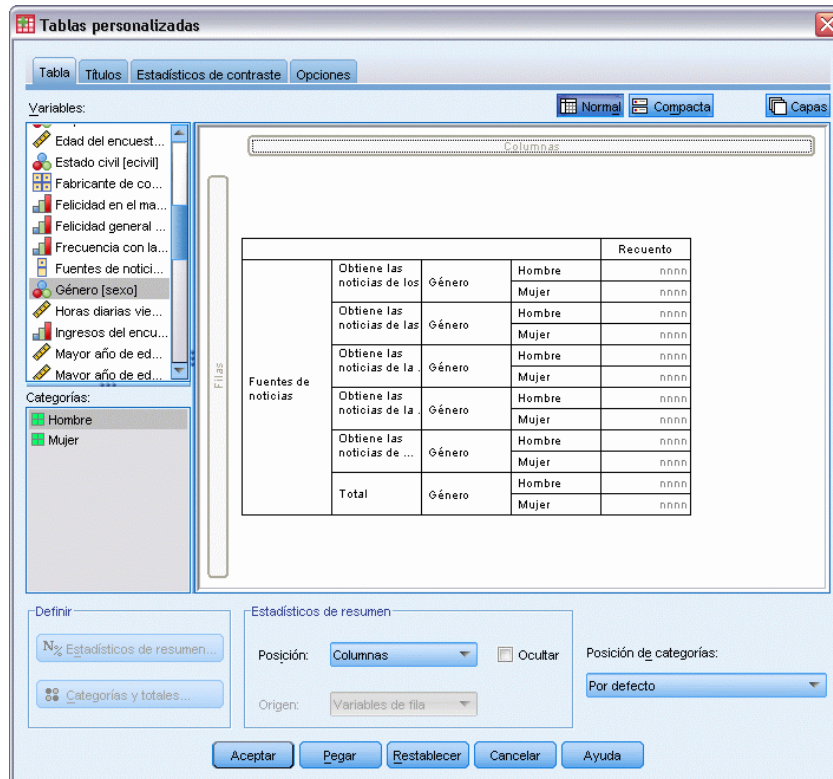 Tablas personalizadas
Tabla Títulos Estadísticos de contraste Opciones
Variables:
Normal Compacta Capas
Edad del encuest...
Estado civil [ecivil]
Fabricante de co...
Felicidad en el ma...
Felicidad general ...
Frecuencia con la...
Fuentes de notici...
Género [sexo]
Horas diarias vie...
Ingresos del encu...
Mayor año de ed...
Mayor año de ed...
Categorías:
Hombre
Mujer
Columnas
Filas
Recuento
Fuentes de
noticias
Obtiene las
noticias de los
Género
Hombre nnnn
Mujer nnnn
Obtiene las
noticias de las
Género
Hombre nnnn
Mujer nnnn
Obtiene las
noticias de la .
Género
Hombre nnnn
Mujer nnnn
Obtiene las
noticias de la .
Género
Hombre nnnn
Mujer nnnn
Obtiene las
noticias de ...
Género
Hombre nnnn
Mujer nnnn
Total
Género
Hombre nnnn
Mujer nnnn
Definir
N% Estadísticos de resumen...
Categorías y totales...
Estadísticos de resumen
Posición: Columnas Ocultar
Origen: Variables de fila
Posición de categorías:
Por defecto
Aceptar Pegar Restablecer Cancelar Ayuda